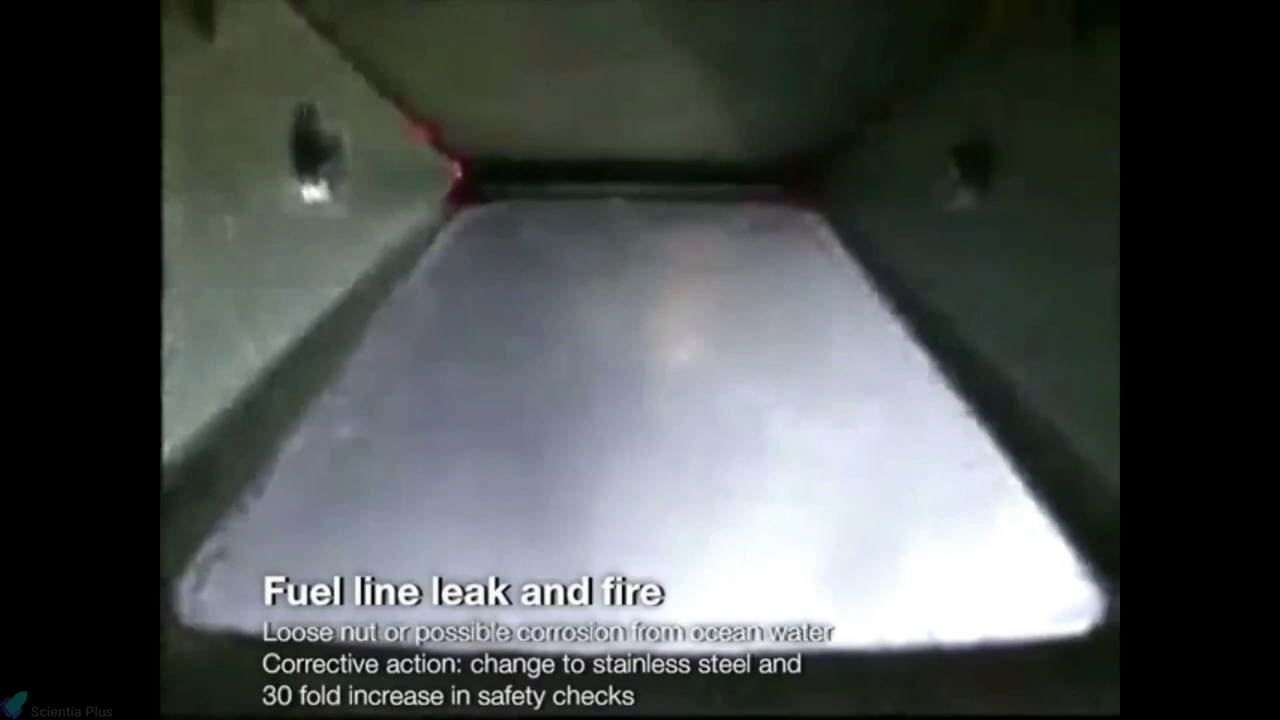 Fuel line leak and fire
Loose nut or possible corrosion from ocean water
Corrective action: change to stainless steel and
30 fold increase in safety checks
Scientia Plus